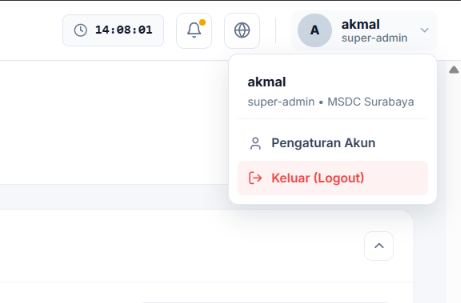 14:08:01
A
akmal
super-admin
akmal
super-admin • MSDC Surabaya
Pengaturan Akun
Keluar (Logout)